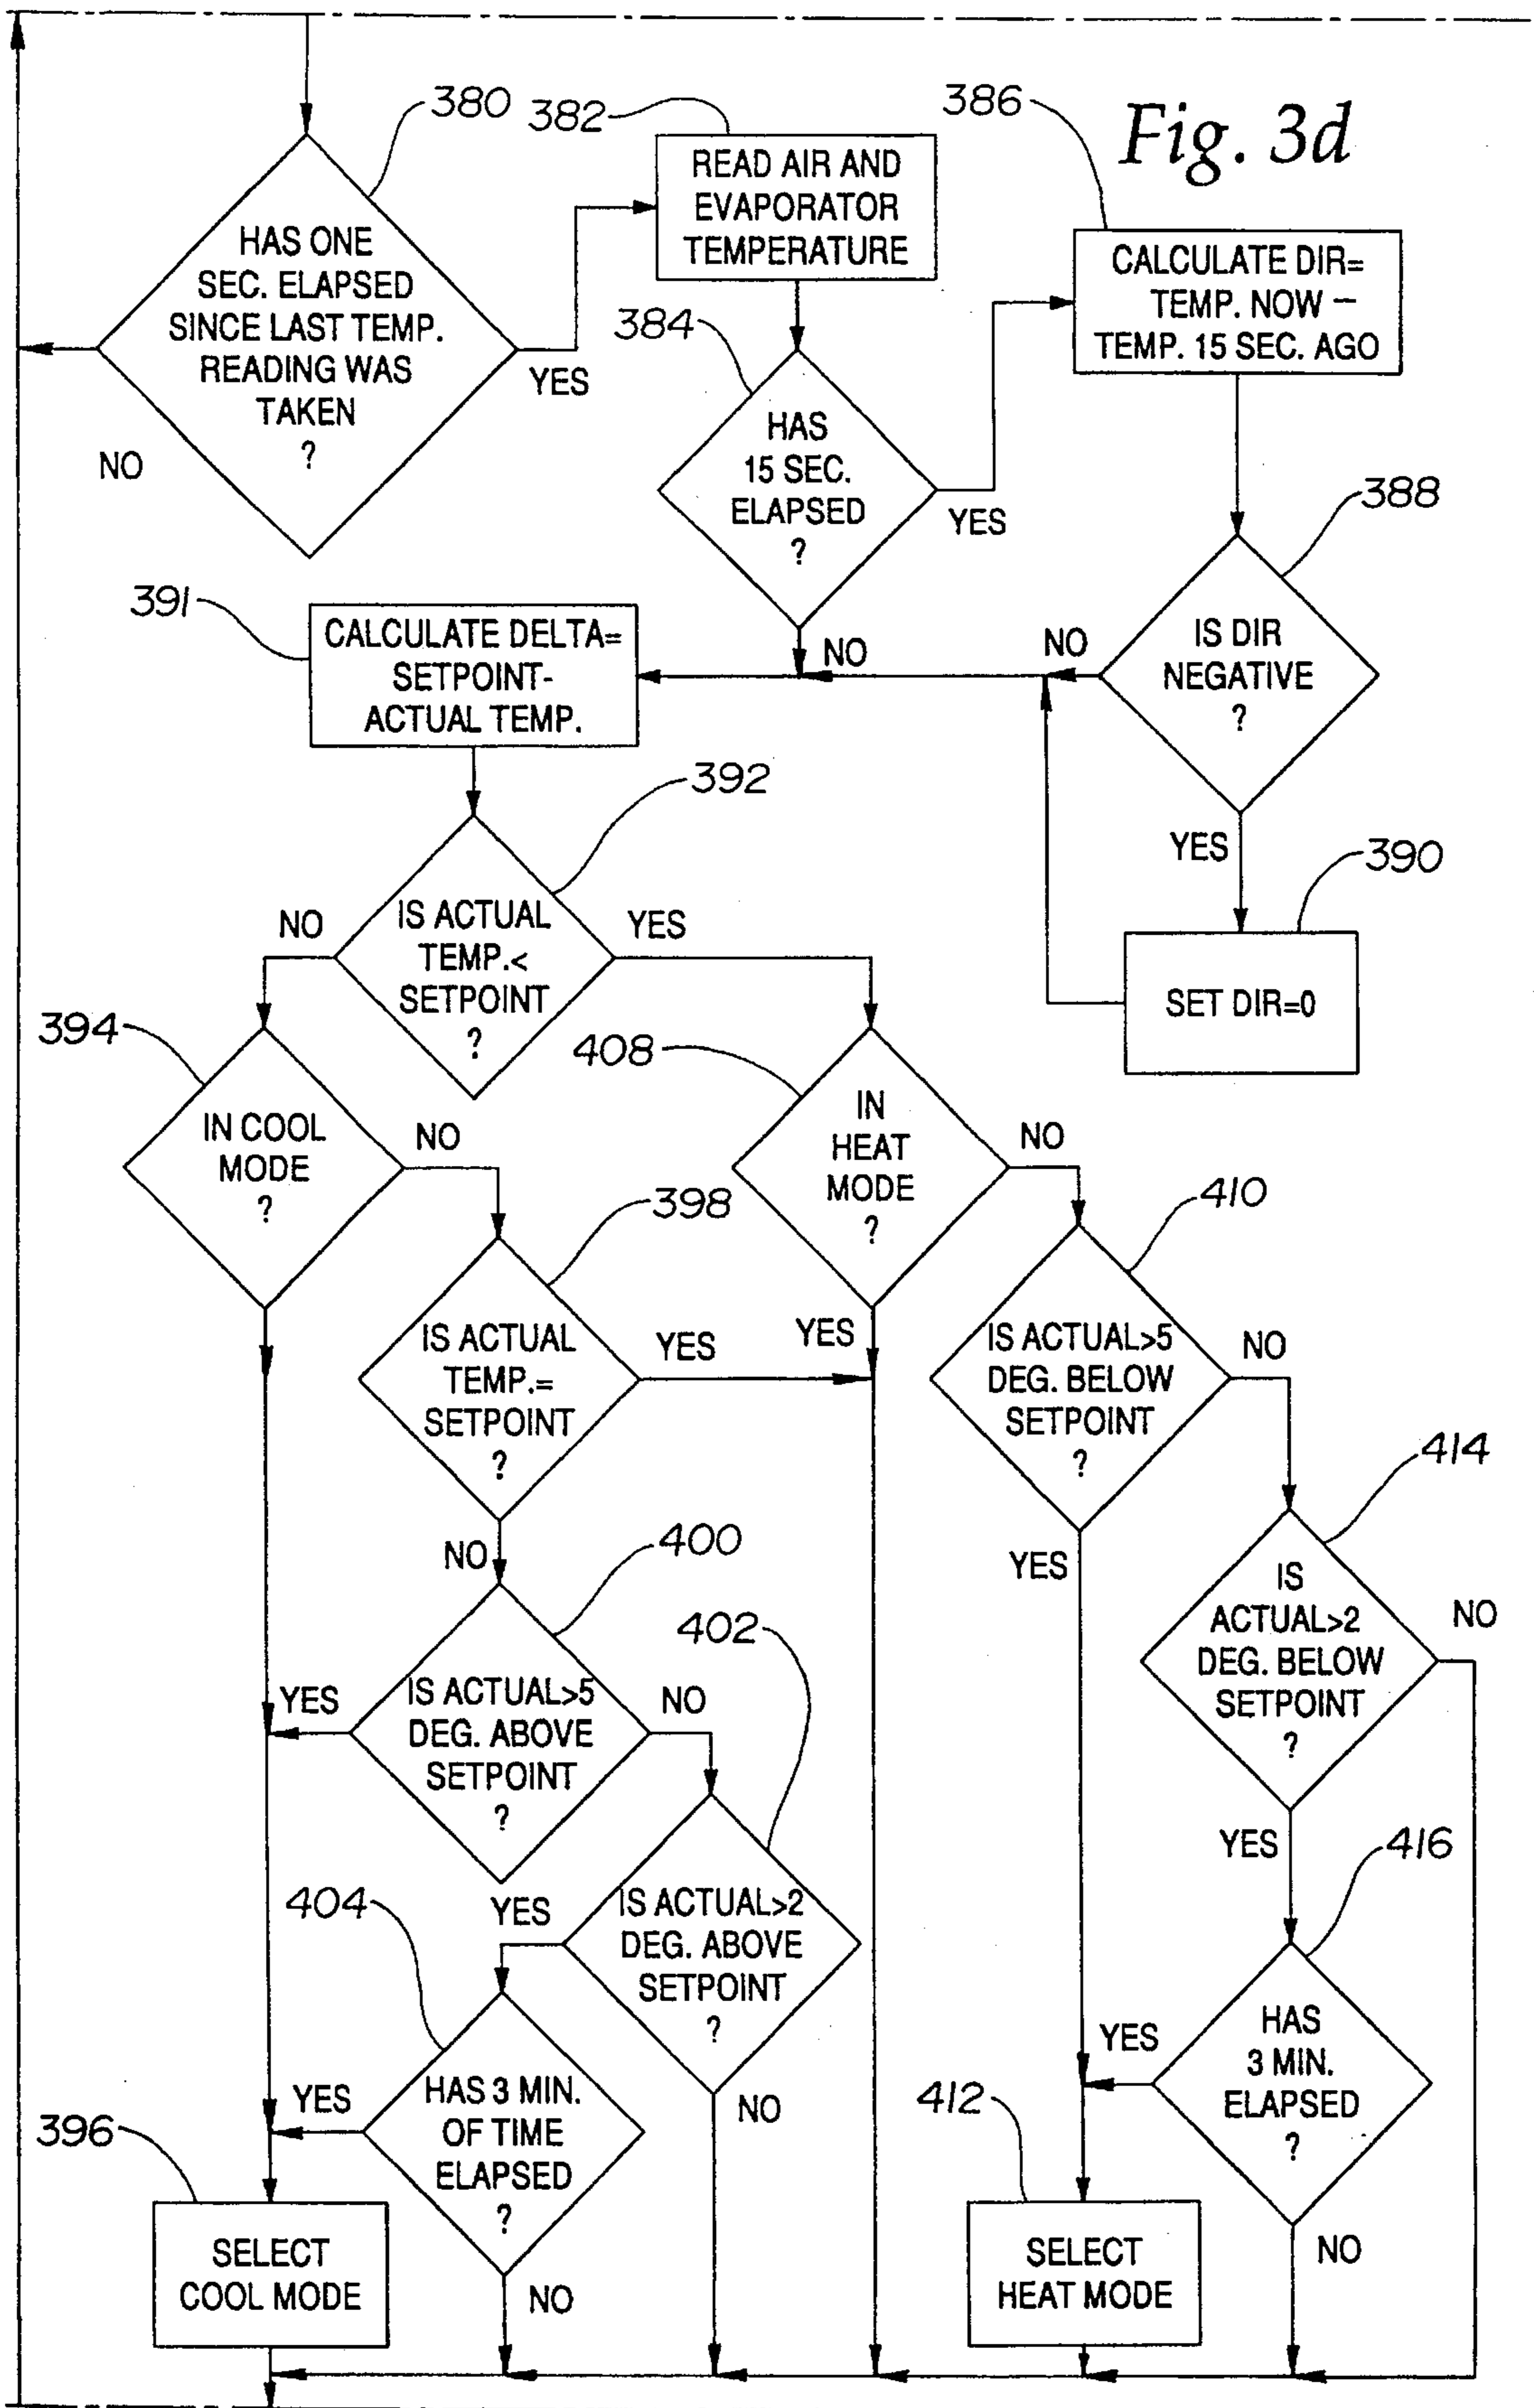 Fig. 3d
380
HAS ONE
SEC. ELAPSED
SINCE LAST TEMP.
READING WAS
TAKEN
?
NO
YES
382
READ AIR AND
EVAPORATOR
TEMPERATURE
384
HAS
15 SEC.
ELAPSED
?
YES
NO
386
CALCULATE DIR=
TEMP. NOW –
TEMP. 15 SEC. AGO
388
IS DIR
NEGATIVE
?
NO
YES
390
SET DIR=0
391
CALCULATE DELTA=
SETPOINT-
ACTUAL TEMP.
392
IS ACTUAL
TEMP.<
SETPOINT
?
NO
YES
394
IN COOL
MODE
?
NO
408
IN
HEAT
MODE
?
NO
YES
398
IS ACTUAL
TEMP.=
SETPOINT
?
YES
NO
410
IS ACTUAL>5
DEG. BELOW
SETPOINT
?
NO
YES
400
IS ACTUAL>5
DEG. ABOVE
SETPOINT
?
YES
NO
414
IS
ACTUAL>2
DEG. BELOW
SETPOINT
?
NO
YES
402
IS ACTUAL>2
DEG. ABOVE
SETPOINT
?
YES
NO
404
HAS 3 MIN.
OF TIME
ELAPSED
?
YES
NO
416
HAS
3 MIN.
ELAPSED
?
YES
NO
396
SELECT
COOL MODE
412
SELECT
HEAT MODE